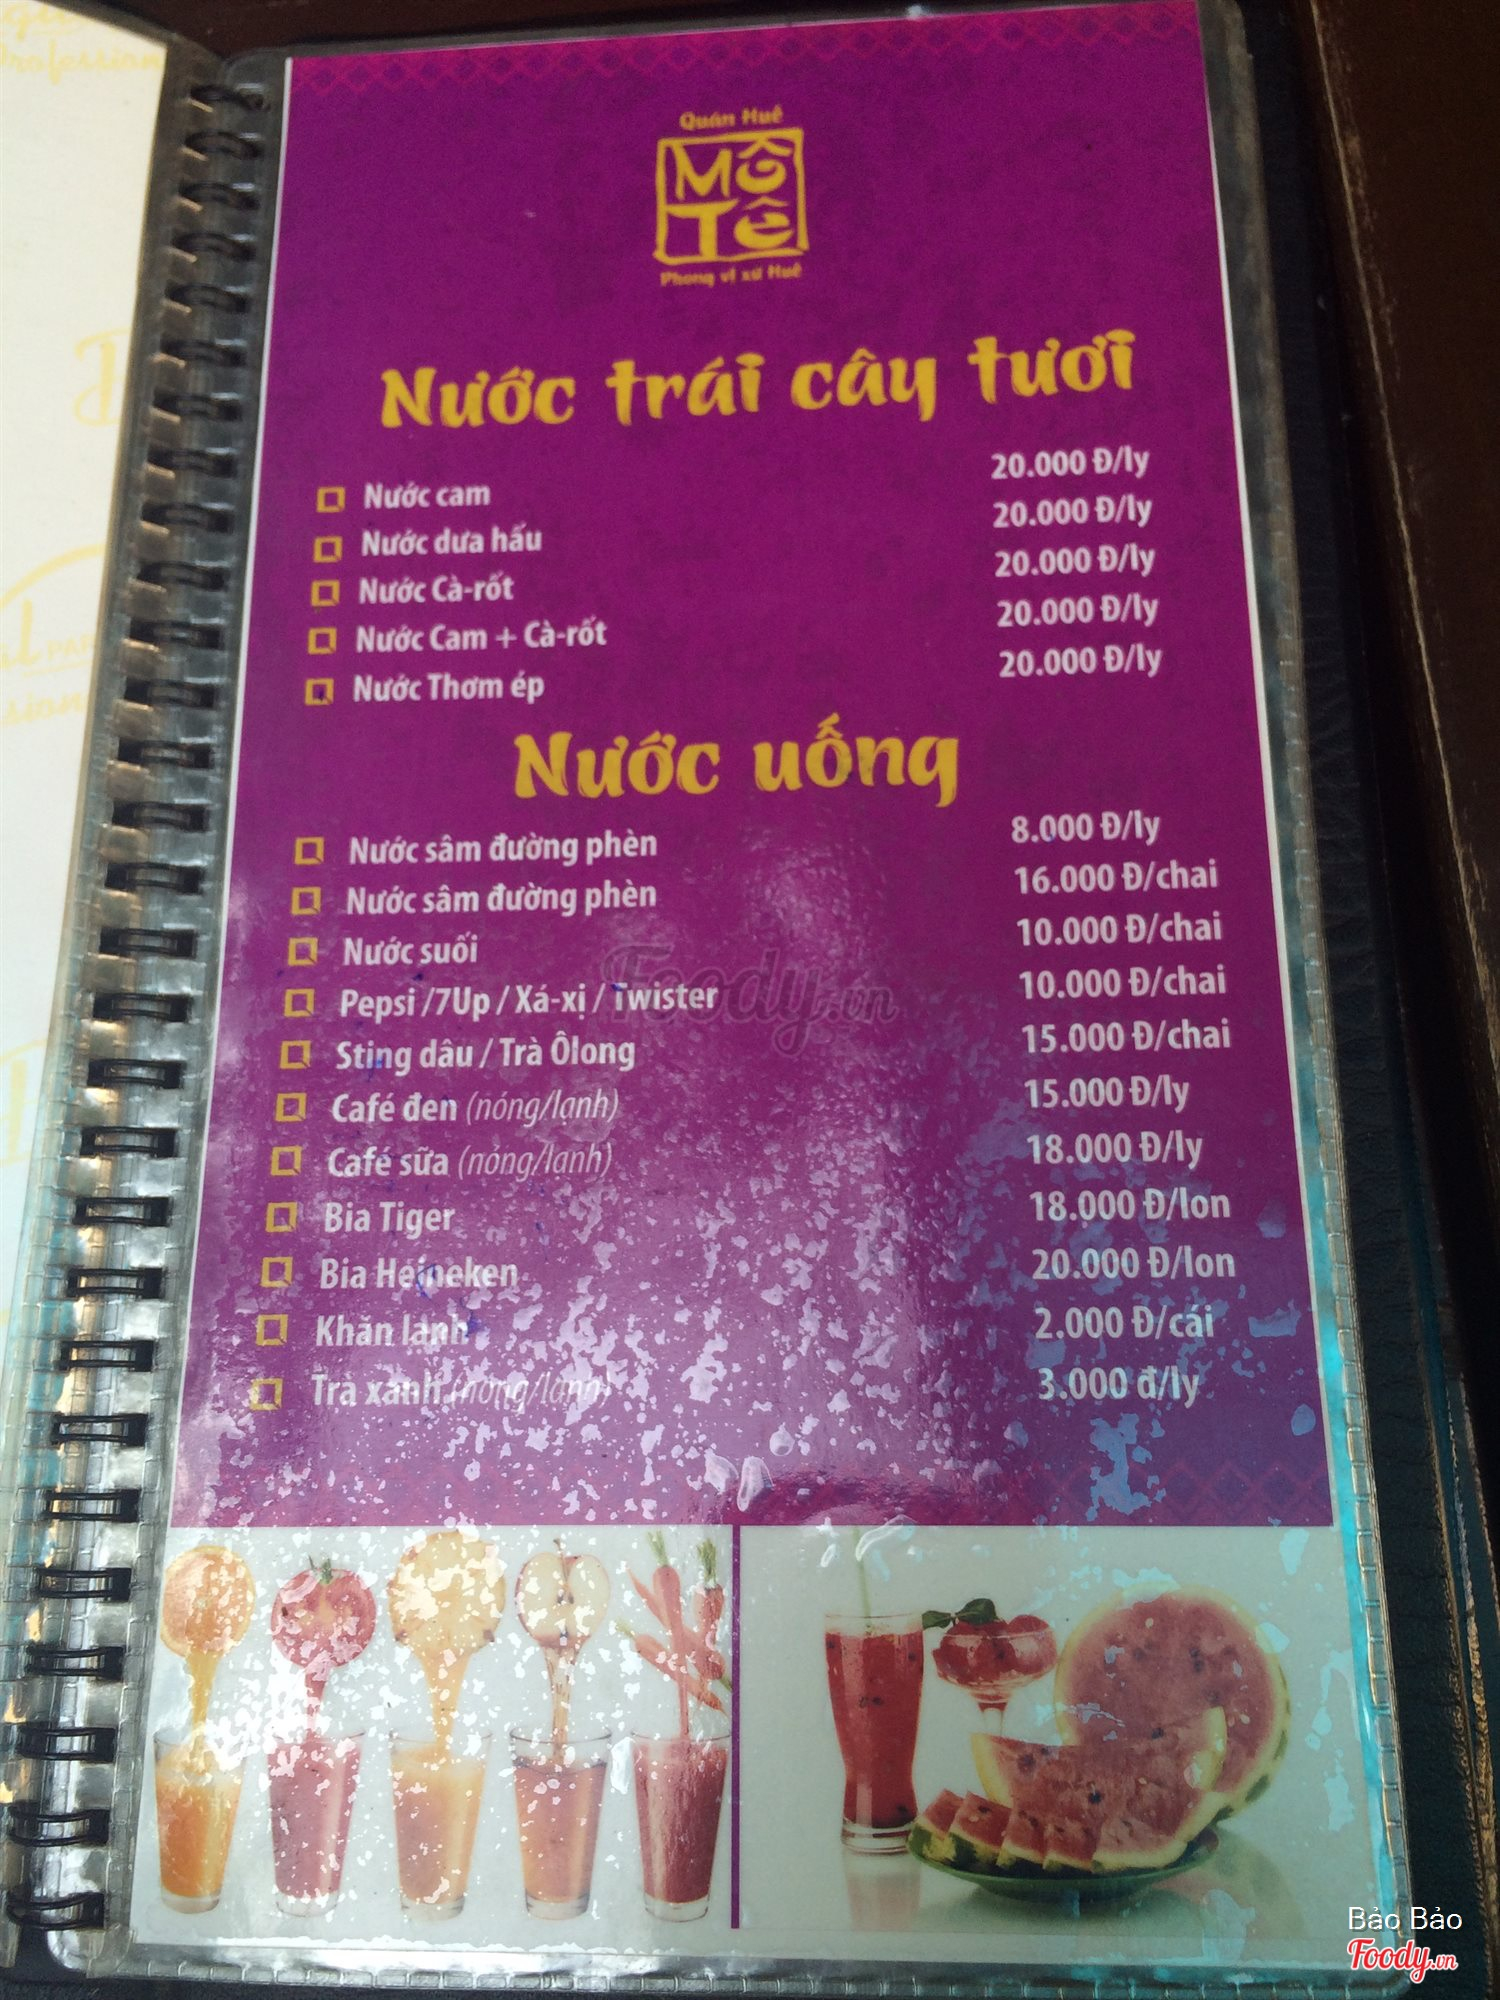 Quán Huế
MÔ
TÊ
Phong vị xứ Huế
Nước trái cây tươi
Nước cam 20.000 Đ/ly
Nước dưa hấu 20.000 Đ/ly
Nước Cà-rốt 20.000 Đ/ly
Nước Cam + Cà-rốt 20.000 Đ/ly
Nước Thơm ép 20.000 Đ/ly
Nước uống
Nước sâm đường phèn 8.000 Đ/ly
Nước sâm đường phèn 16.000 Đ/chai
Nước suối 10.000 Đ/chai
Pepsi /7Up / Xá-xị / Twister 10.000 Đ/chai
Sting dâu / Trà Ôlong 15.000 Đ/chai
Café đen (nóng/lạnh) 15.000 Đ/ly
Café sữa (nóng/lạnh) 18.000 Đ/ly
Bia Tiger 18.000 Đ/lon
Bia Heineken 20.000 Đ/lon
Khăn lạnh 2.000 Đ/cái
Trà xanh (nóng/lạnh) 3.000 đ/ly
Foody.vn
Bảo Bảo
Foody.vn